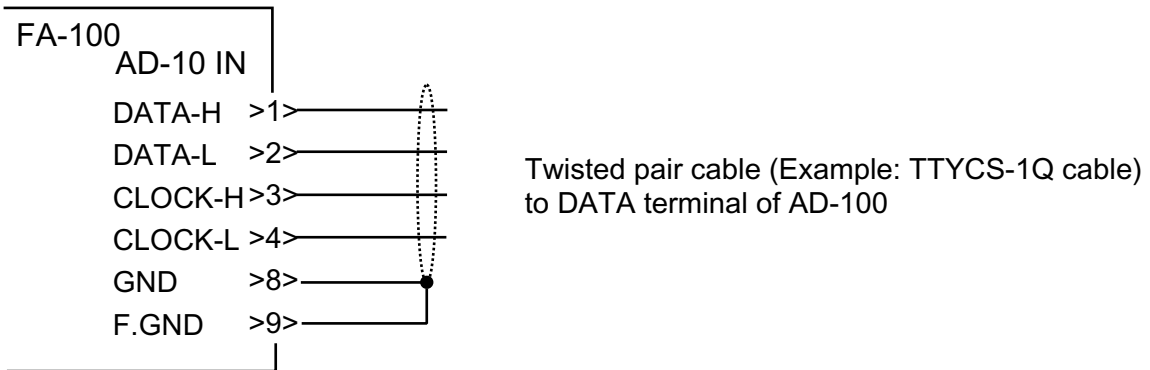 FA-100
AD-10 IN
DATA-H >1>
DATA-L >2>
CLOCK-H >3>
CLOCK-L >4>
GND >8>
F.GND >9>
Twisted pair cable (Example: TTYCS-1Q cable)
to DATA terminal of AD-100